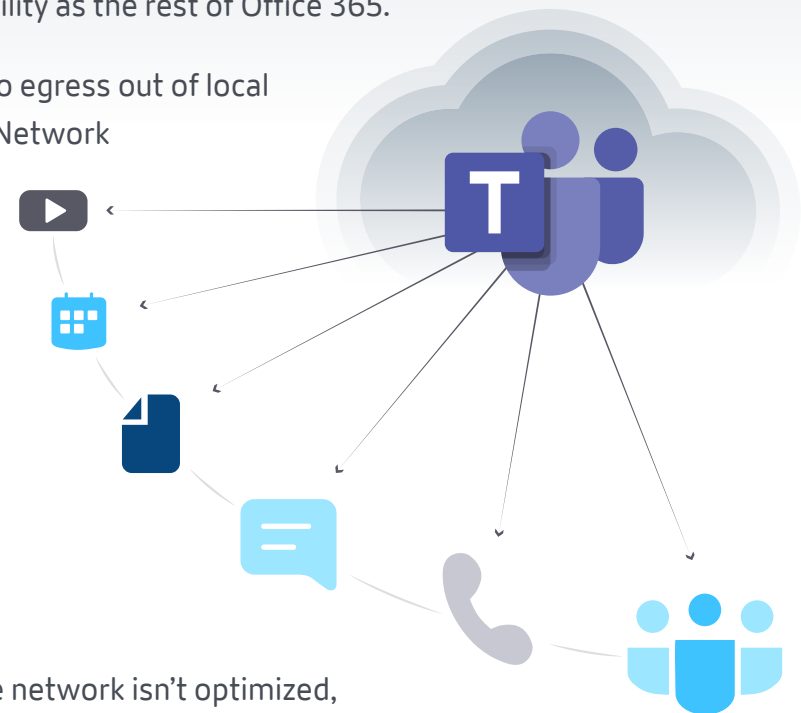 ility as the rest of Office 365.
o egress out of local
Network
T
e network isn’t optimized,